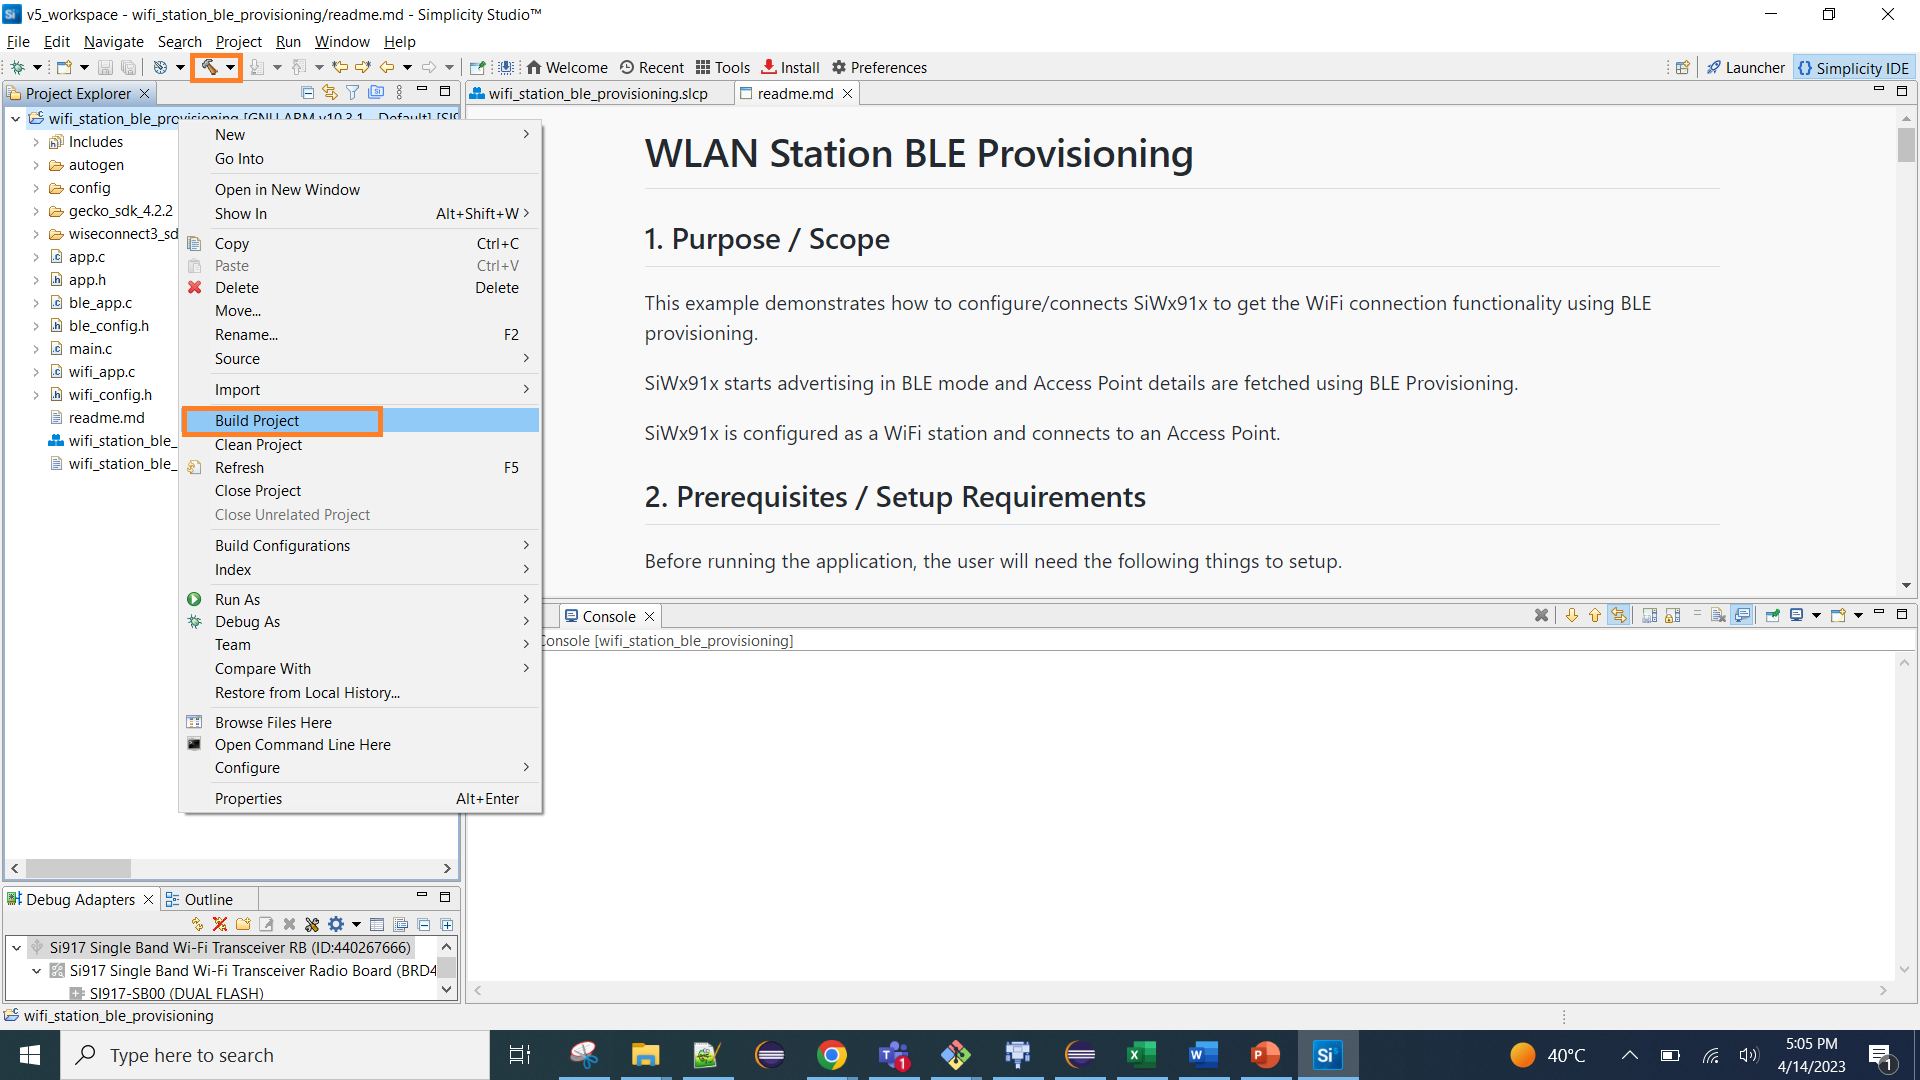 v5_workspace - wifi_station_ble_provisioning/readme.md - Simplicity Studio™
File Edit Navigate Search Project Run Window Help
Welcome Recent Tools Install Preferences Launcher {} Simplicity IDE
Project Explorer
wifi_station_ble_provisioning.slcp readme.md
wifi_station_ble_provisioning [GNU ARM v10.3.1 - Default] [SI9
Includes
autogen
config
gecko_sdk_4.2.2
wiseconnect3_sd
app.c
app.h
ble_app.c
ble_config.h
main.c
wifi_app.c
wifi_config.h
readme.md
wifi_station_ble_
wifi_station_ble_
New
Go Into
Open in New Window
Show In Alt+Shift+W
Copy Ctrl+C
Paste Ctrl+V
Delete Delete
Move...
Rename... F2
Source
Import
Build Project
Clean Project
Refresh F5
Close Project
Close Unrelated Project
Build Configurations
Index
Run As
Debug As
Team
Compare With
Restore from Local History...
Browse Files Here
Open Command Line Here
Configure
Properties Alt+Enter
WLAN Station BLE Provisioning
1. Purpose / Scope
This example demonstrates how to configure/connects SiWx91x to get the WiFi connection functionality using BLE
provisioning.
SiWx91x starts advertising in BLE mode and Access Point details are fetched using BLE Provisioning.
SiWx91x is configured as a WiFi station and connects to an Access Point.
2. Prerequisites / Setup Requirements
Before running the application, the user will need the following things to setup.
Console
Console [wifi_station_ble_provisioning]
Debug Adapters Outline
Si917 Single Band Wi-Fi Transceiver RB (ID:440267666)
Si917 Single Band Wi-Fi Transceiver Radio Board (BRD4
SI917-SB00 (DUAL FLASH)
wifi_station_ble_provisioning
Type here to search
40°C
5:05 PM
4/14/2023
1
1